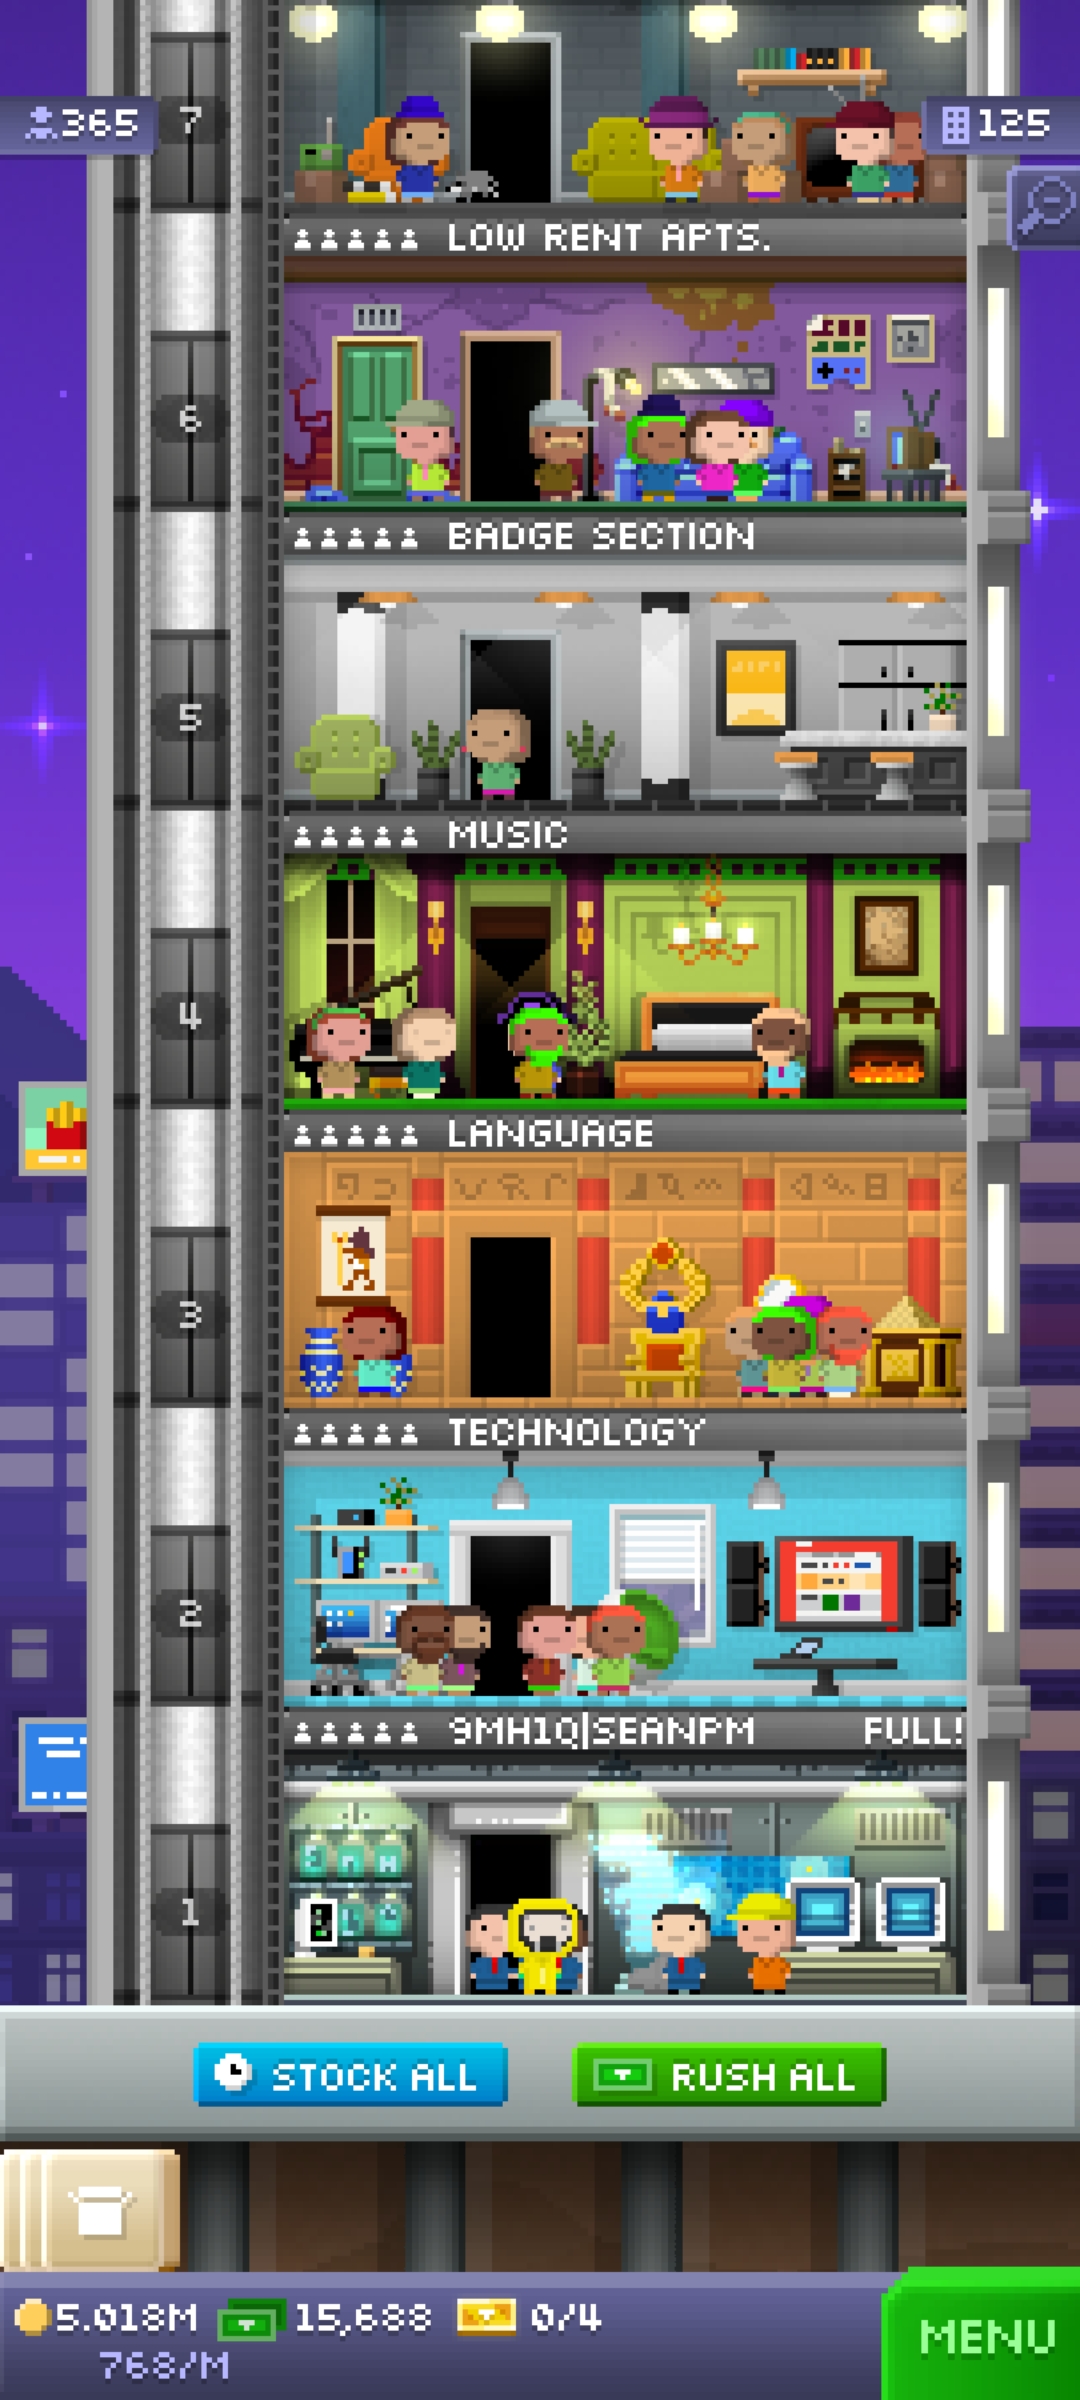 365
7
125
LOW RENT APTS.
6
BADGE SECTION
5
MUSIC
4
LANGUAGE
3
TECHNOLOGY
2
9MH1Q|SEANPM FULL!
1
STOCK ALL
RUSH ALL
5.018M 15,688 0/4
768/M
MENU